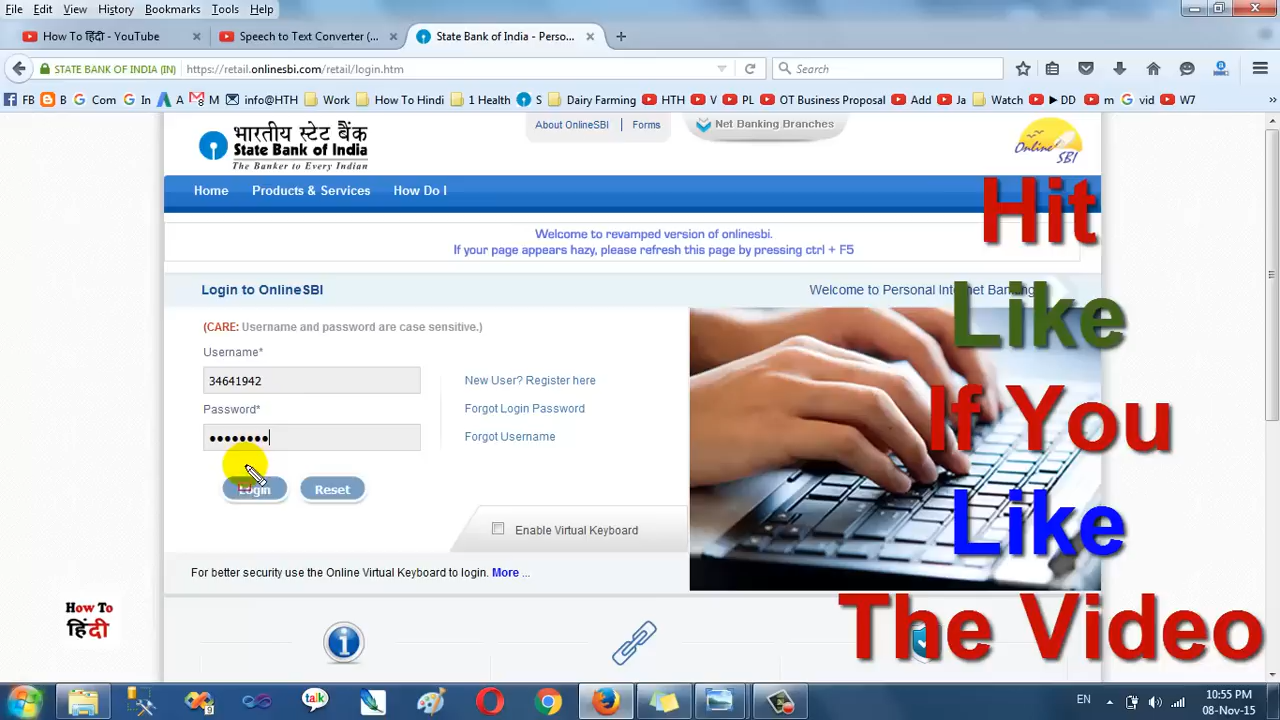 File Edit View History Bookmarks Tools Help
How To हिंदी - YouTube × Speech to Text Converter (... × State Bank of India - Perso... × +
STATE BANK OF INDIA (IN) https://retail.onlinesbi.com/retail/login.htm Search
FB B Com In A M info@HTH Work How To Hindi 1 Health S Dairy Farming HTH V PL OT Business Proposal Add Ja Watch DD m vid W7 »
भारतीय स्टेट बैंक
State Bank of India
The Banker to Every Indian
About OnlineSBI | Forms
Net Banking Branches
Online SBI
Home Products & Services How Do I
Welcome to revamped version of onlinesbi.
If your page appears hazy, please refresh this page by pressing ctrl + F5
Login to OnlineSBI
Welcome to Personal Internet Banking
(CARE: Username and password are case sensitive.)
Username*
34641942
New User? Register here
Password*
Forgot Login Password
••••••••
Forgot Username
Login Reset
Enable Virtual Keyboard
For better security use the Online Virtual Keyboard to login. More ...
Hit
Like
If You
Like
The Video
How To
हिंदी
talk
EN
10:55 PM
08-Nov-15